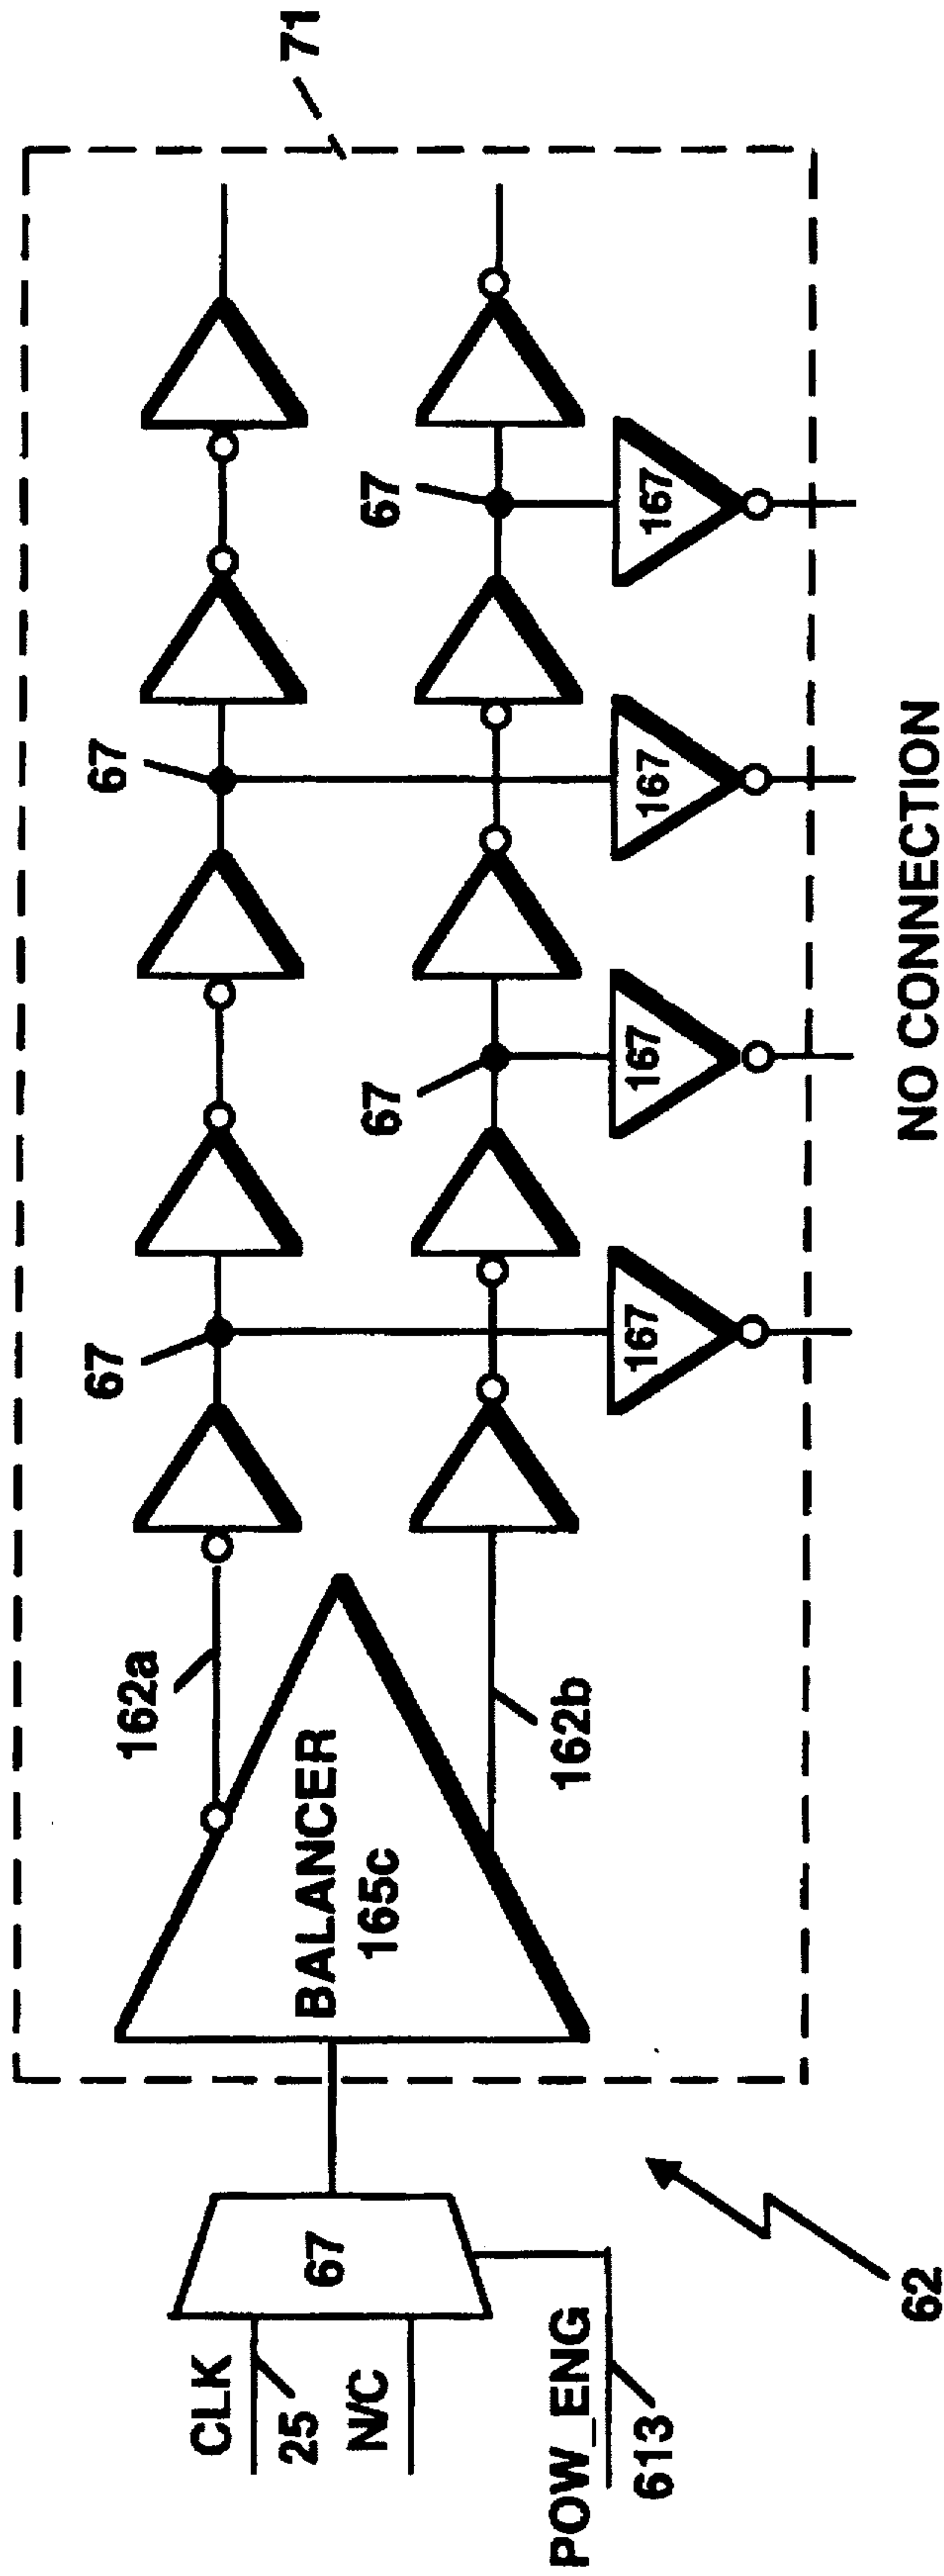 71
67
67
67
67
167
167
167
167
162a
162b
BALANCER
165c
NO CONNECTION
67
CLK
25
N/C
POW_ENG
613
62